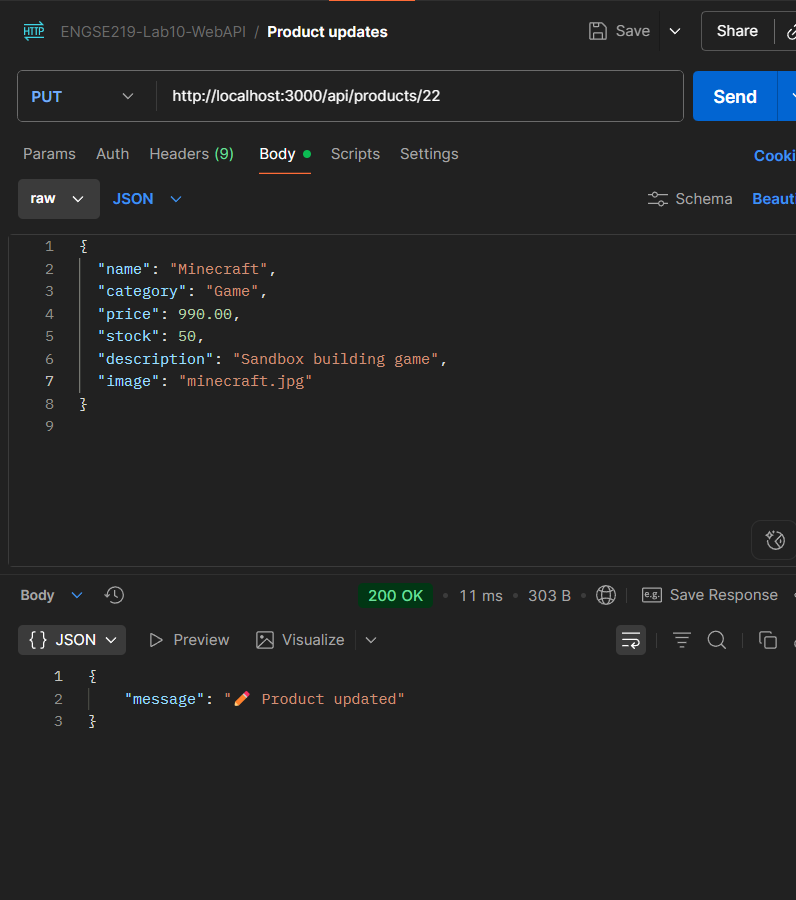 HTTP ENGSE219-Lab10-WebAPI / Product updates Save Share
PUT http://localhost:3000/api/products/22 Send
Params Auth Headers (9) Body Scripts Settings Cooki
raw JSON Schema Beaut
1 {
2 "name": "Minecraft",
3 "category": "Game",
4 "price": 990.00,
5 "stock": 50,
6 "description": "Sandbox building game",
7 "image": "minecraft.jpg"
8 }
9
Body 200 OK • 11 ms • 303 B • e.g. Save Response
{} JSON Preview Visualize
1 {
2 "message": "✏️ Product updated"
3 }